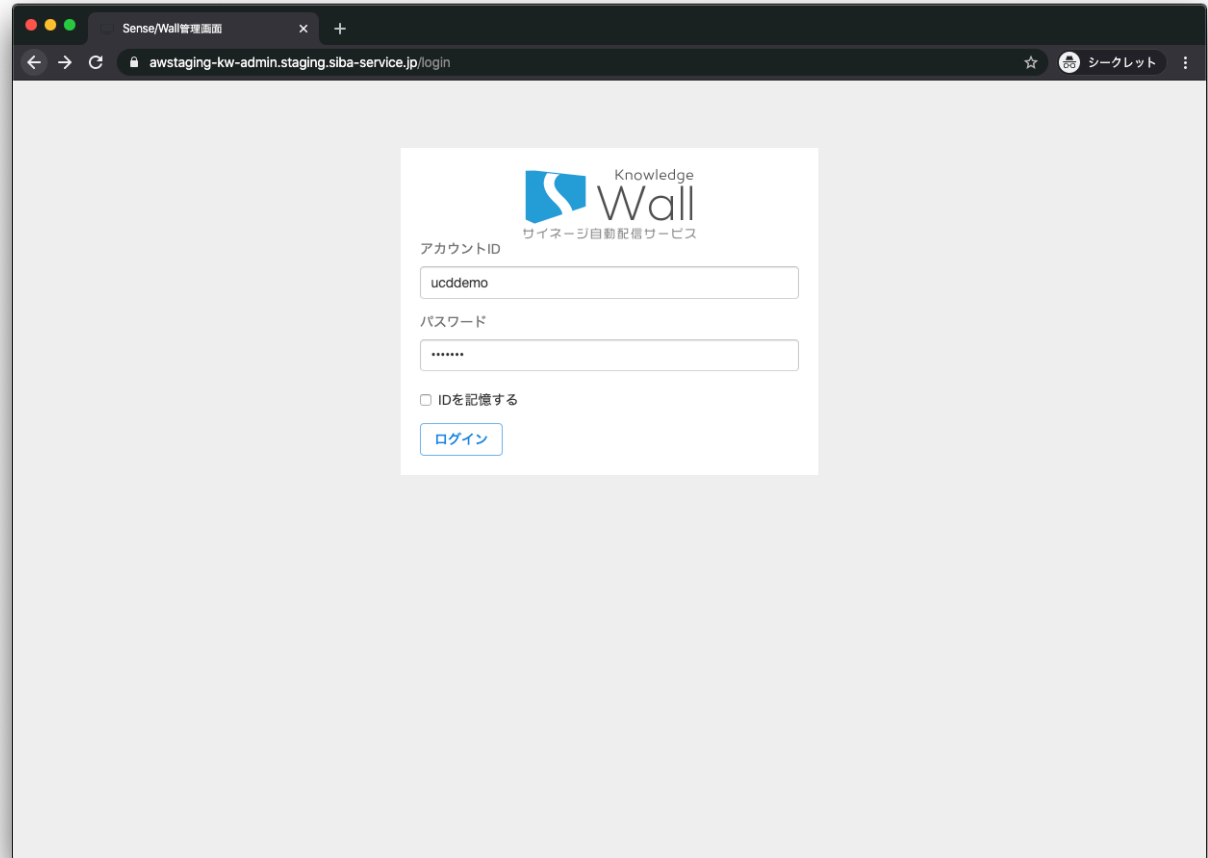 Sense/Wall管理画面
awstaging-kw-admin.staging.siba-service.jp/login
シークレット
Knowledge
Wall
サイネージ自動配信サービス
アカウントID
ucddemo
パスワード
•••••••
IDを記憶する
ログイン